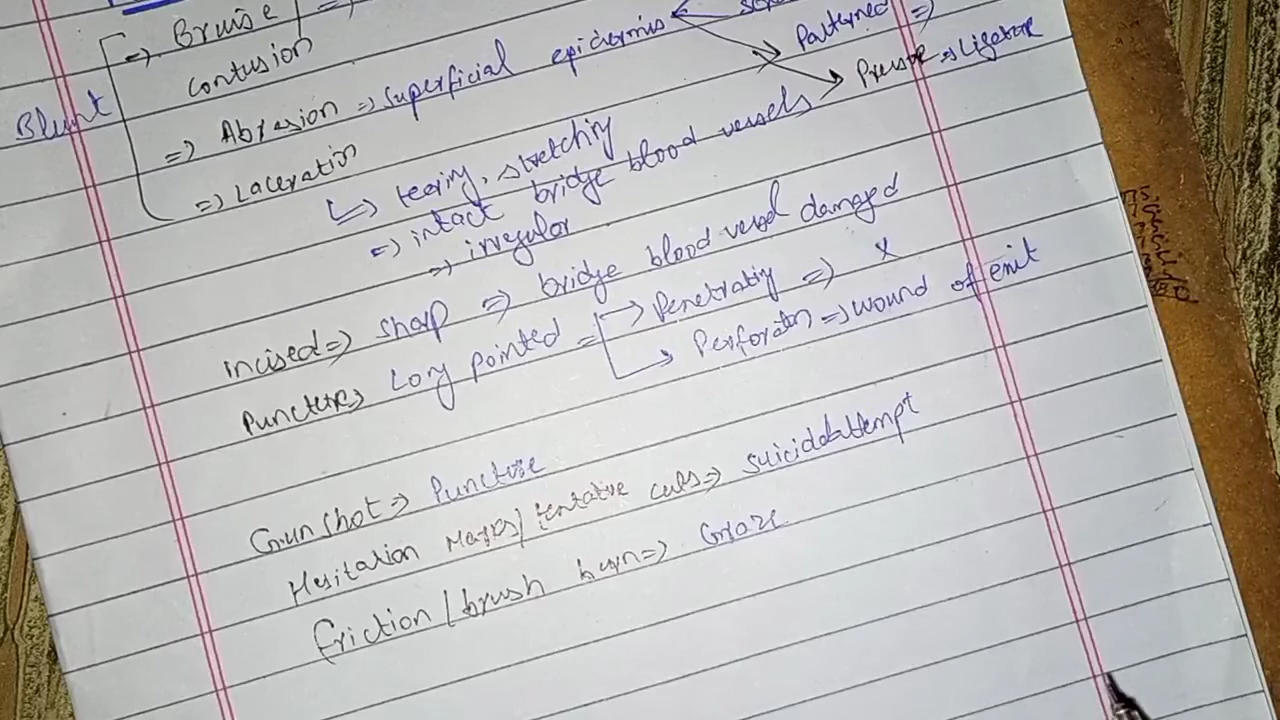 => Bruise =>
Contusion
Blunt
=> Abrasion => superficial epidermis
Patterned =>
Pressre => Ligature
=> Laceration
=> tearing, stretching
=> intact bridge blood vessels
=> irregular
incised => sharp => bridge blood vessel damaged
Puncture => Long pointed = Penetrating => x
Perforatn => wound of exit
Gun shot => Puncture
Hesitation Marks / tentative cuts => suicidal attempt
Friction / brush burn => Graze